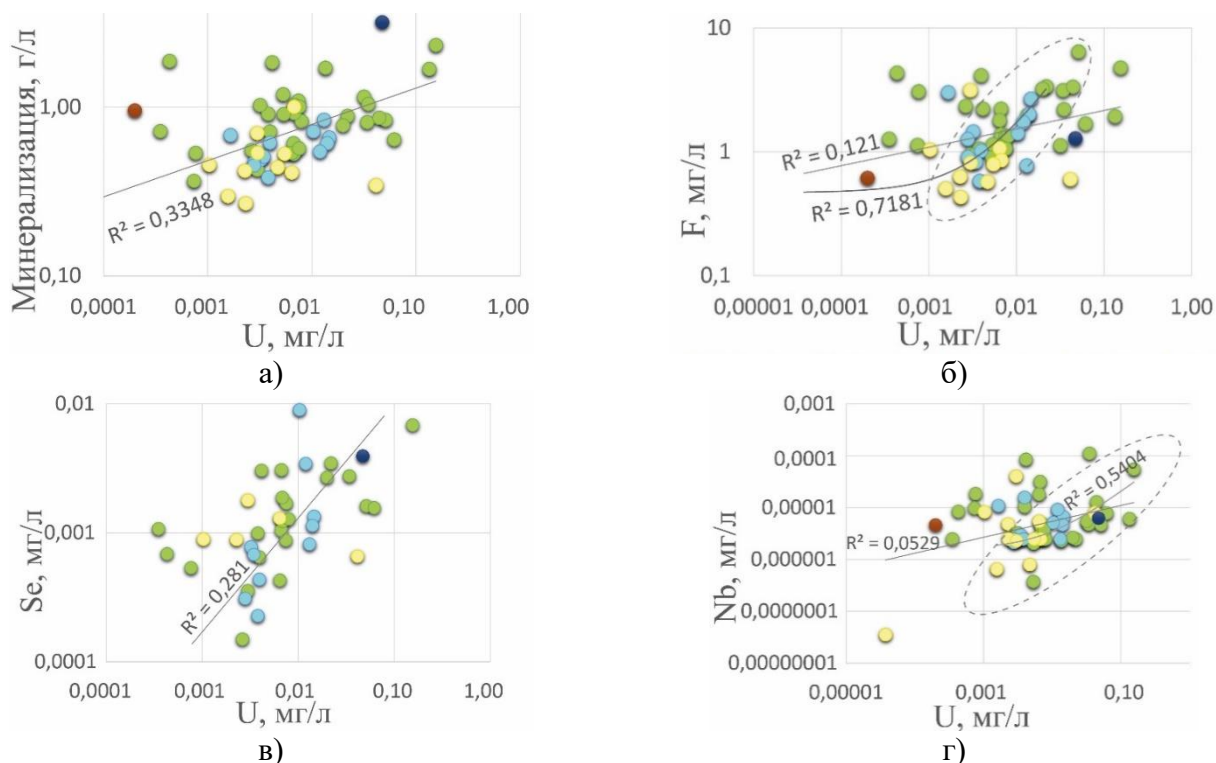 Минерализация, г/л
1,00
0,10
R² = 0,3348
0,0001 0,001 0,01 0,10 1,00
U, мг/л
а)
F, мг/л
10
1
0,1
R² = 0,121
R² = 0,7181
0,00001 0,0001 0,001 0,01 0,10 1,00
U, мг/л
б)
Se, мг/л
0,01
0,001
0,0001
R² = 0,281
0,0001 0,001 0,01 0,10 1,00
U, мг/л
в)
Nb, мг/л
0,001
0,0001
0,00001
0,000001
0,0000001
0,00000001
R² = 0,5404
R² = 0,0529
0,00001 0,001 0,10
U, мг/л
г)